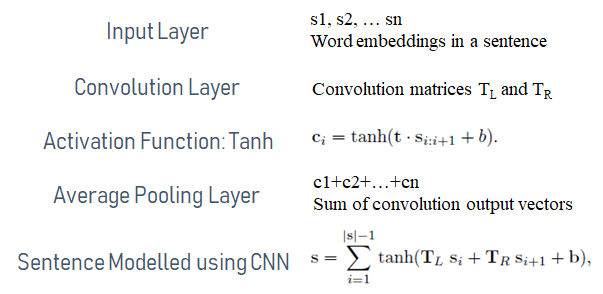 Input Layer
s1, s2, … sn
Word embeddings in a sentence
Convolution Layer
Convolution matrices T_L and T_R
Activation Function: Tanh
c_i = tanh(t · s_{i:i+1} + b).
Average Pooling Layer
c1+c2+…+cn
Sum of convolution output vectors
Sentence Modelled using CNN
s = \sum_{i=1}^{|s|-1} tanh(T_L s_i + T_R s_{i+1} + b),